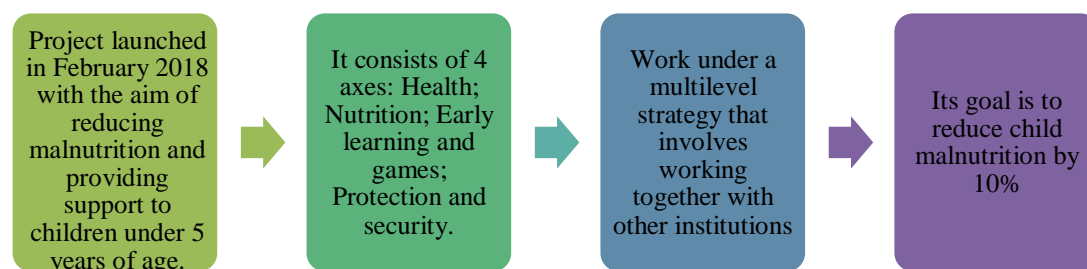 Project launched
in February 2018
with the aim of
reducing
malnutrition and
providing
support to
children under 5
years of age.
It consists of 4
axes: Health;
Nutrition; Early
learning and
games;
Protection and
security.
Work under a
multilevel
strategy that
involves
working
together with
other institutions
Its goal is to
reduce child
malnutrition by
10%